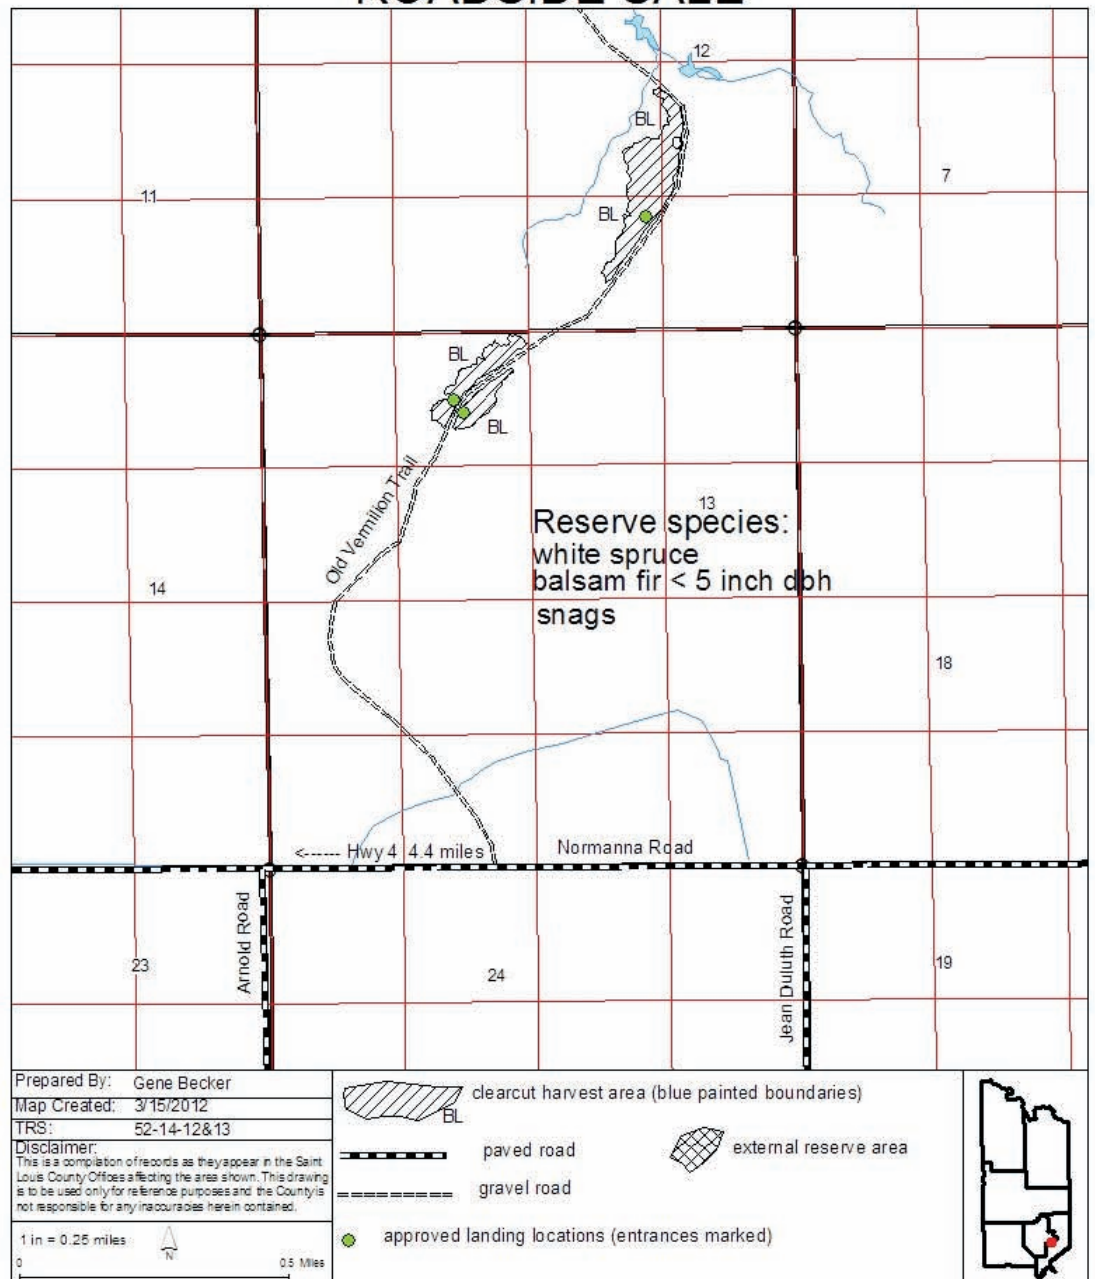 ROADSIDE SALE
12
BL
11
7
BL
BL
BL
Old Vermilion Trail
13
Reserve species:
white spruce
balsam fir < 5 inch dbh
snags
14
18
<------ Hwy 4 4.4 miles
Normanna Road
Arnold Road
Jean Duluth Road
23
24
19
Prepared By: Gene Becker
Map Created: 3/15/2012
TRS: 52-14-12&13
Disclaimer:
This is a compilation of records as they appear in the Saint
Louis County Offices affecting the area shown. This drawing
is to be used only for reference purposes and the County is
not responsible for any inaccuracies herein contained.
1 in = 0.25 miles
N
0 0.5 Miles
clearcut harvest area (blue painted boundaries)
BL
paved road
external reserve area
gravel road
approved landing locations (entrances marked)